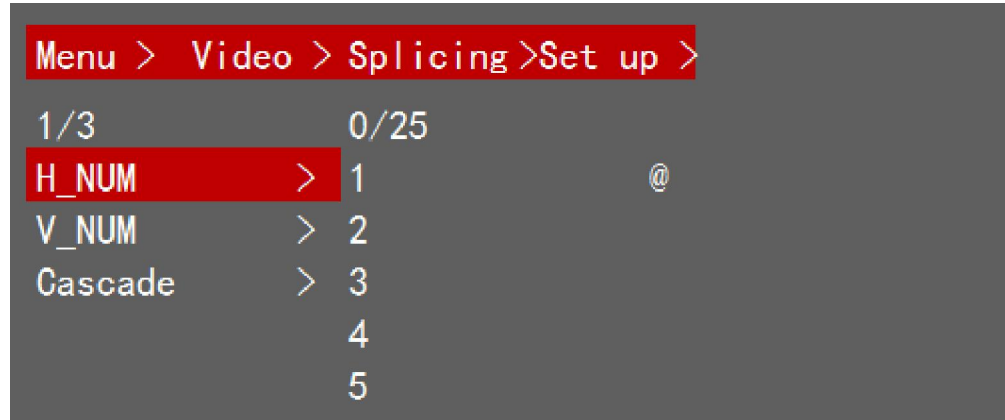 Menu > Video > Splicing >Set up >
1/3 0/25
H_NUM > 1 @
V_NUM > 2
Cascade > 3
4
5